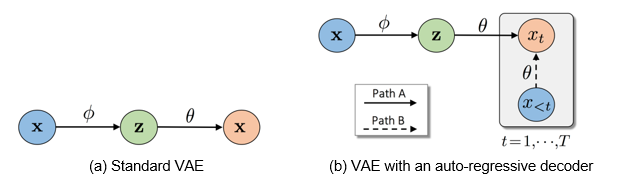 x ϕ z θ x
(a) Standard VAE
x ϕ z θ x_t
θ
x_{<t}
Path A
Path B
t=1,⋯,T
(b) VAE with an auto-regressive decoder